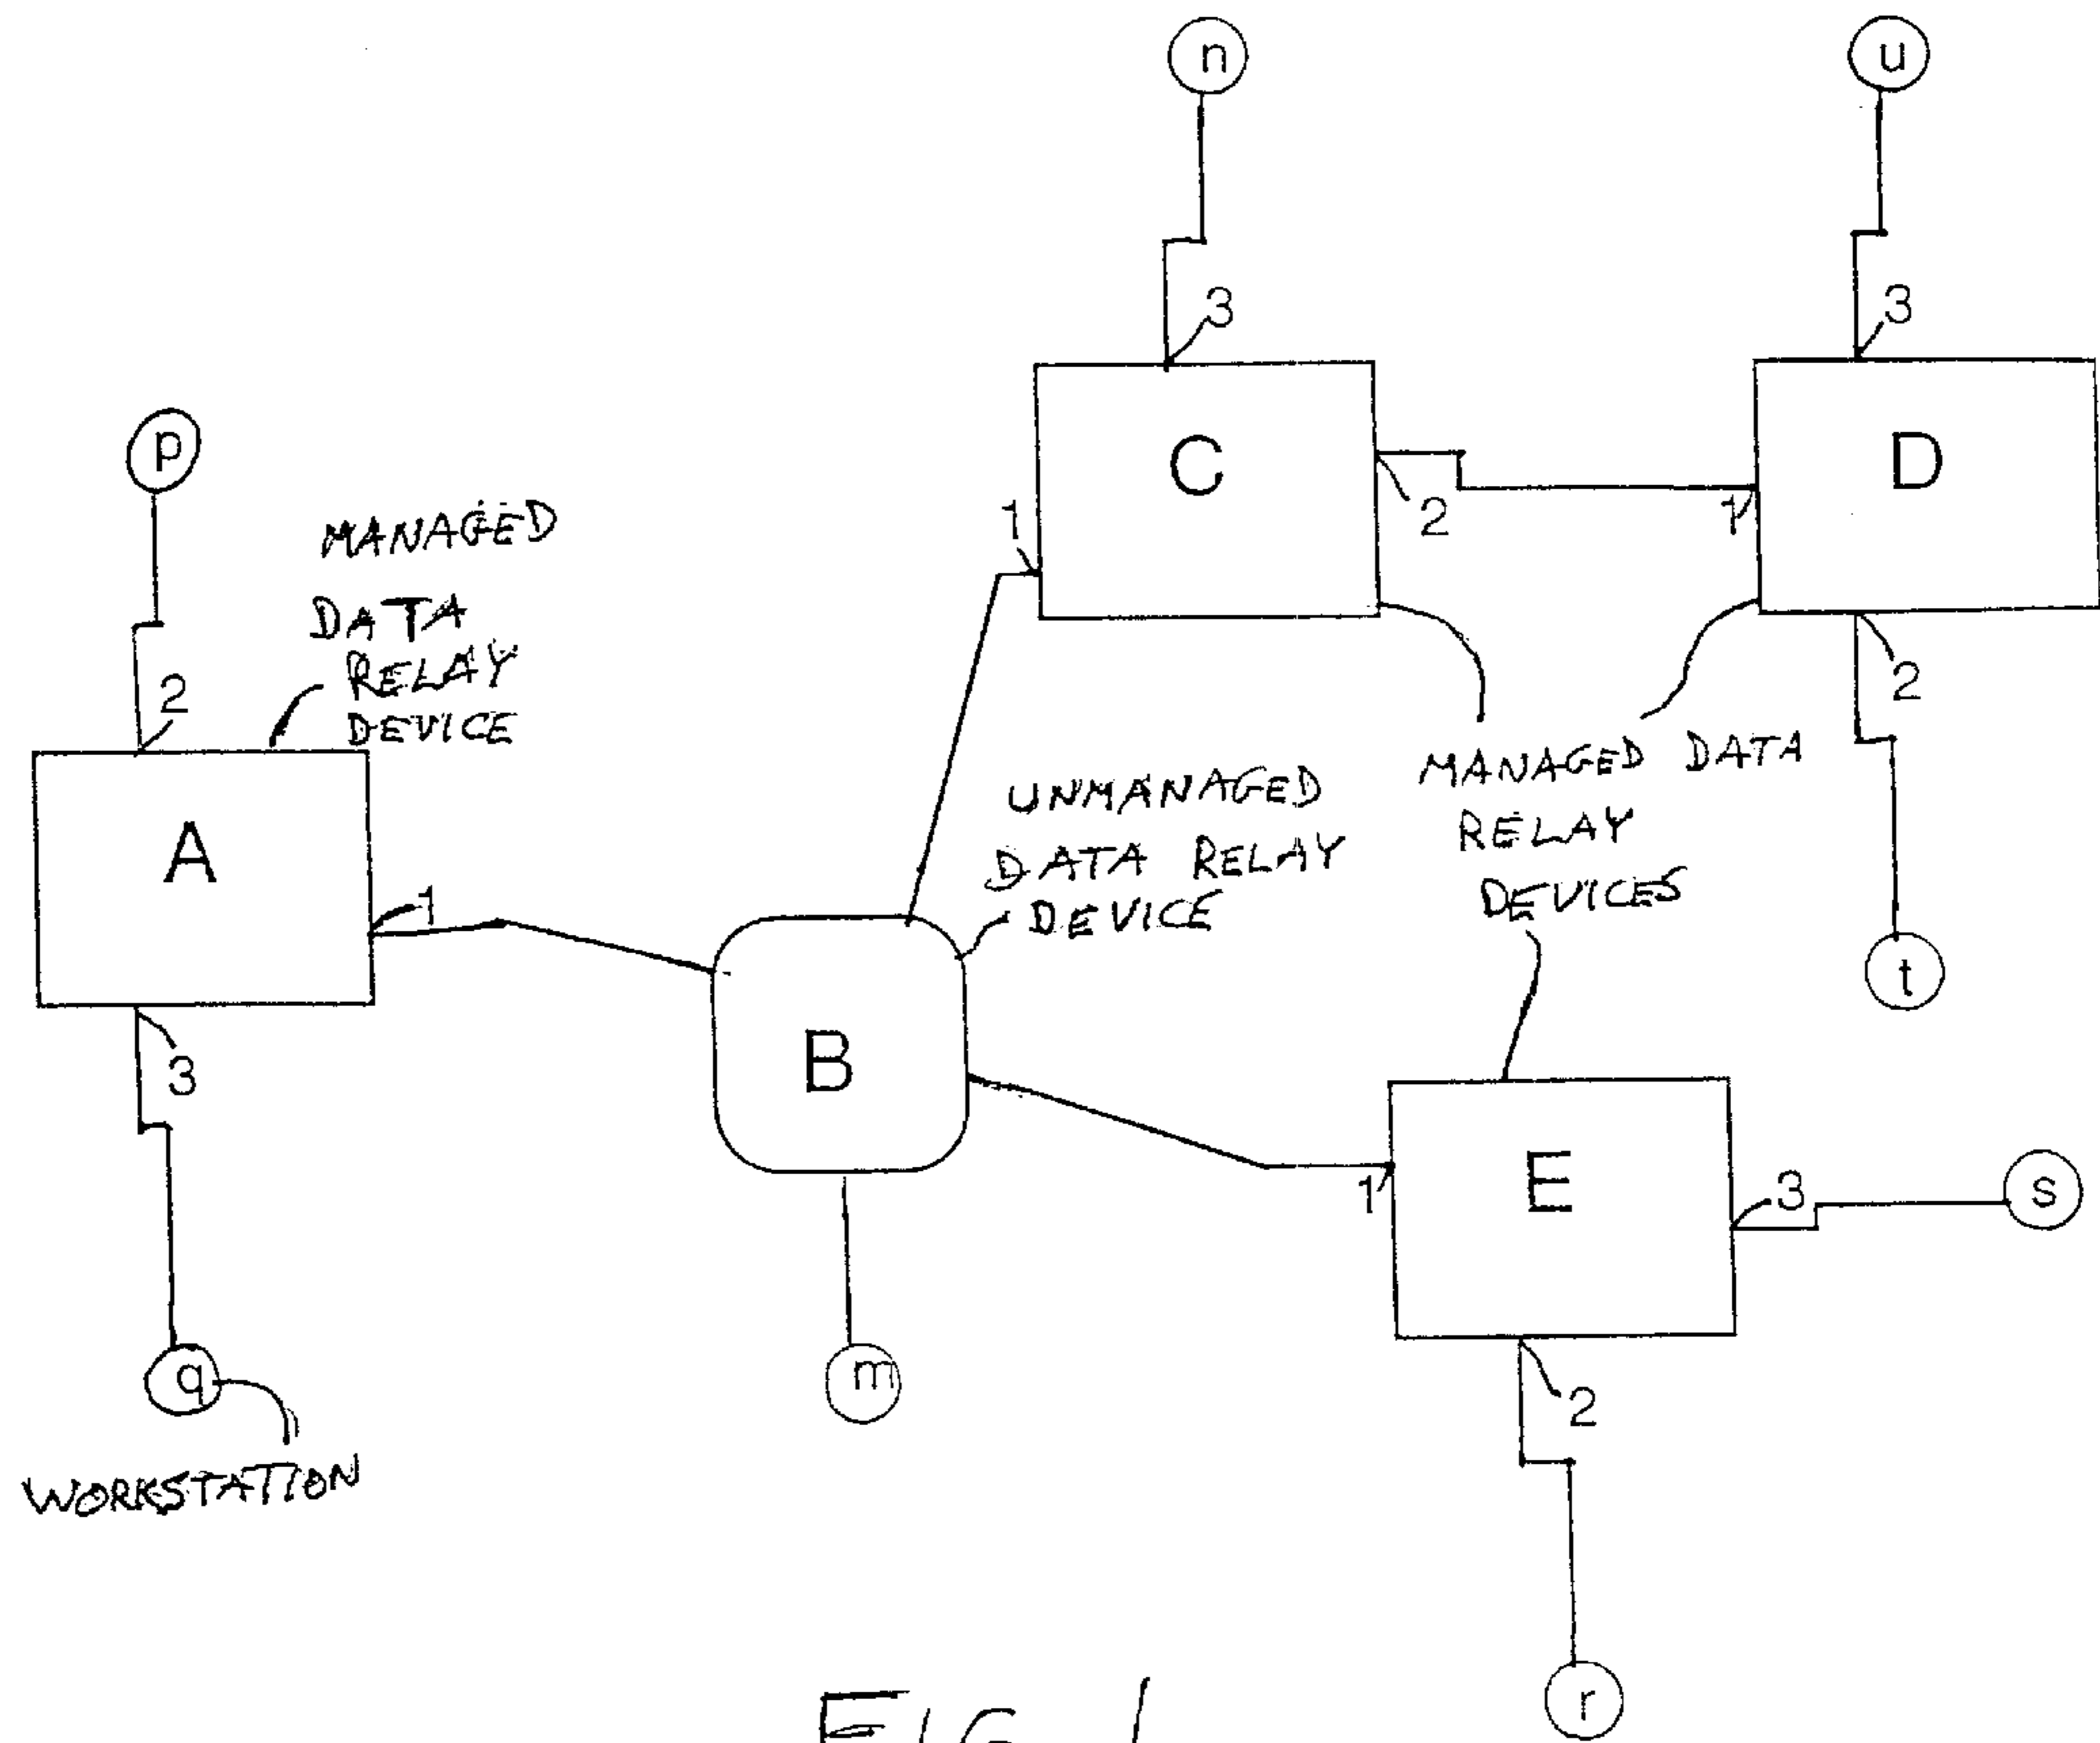 n
u
3
3
p
C
D
MANAGED
1
2
1
DATA
RELAY
2
2
DEVICE
MANAGED DATA
UNMANAGED
RELAY
A
DATA RELAY
DEVICES
1
DEVICE
t
B
3
E
1
3
s
q
m
2
WORKSTATION
r
FIG. 1